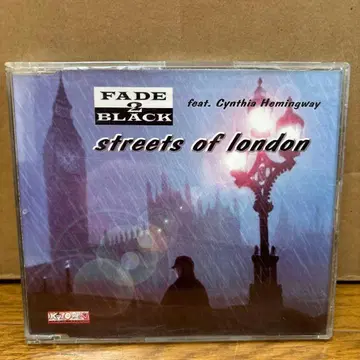 FADE
2
BLACK
feat. Cynthia Hemingway
streets of london